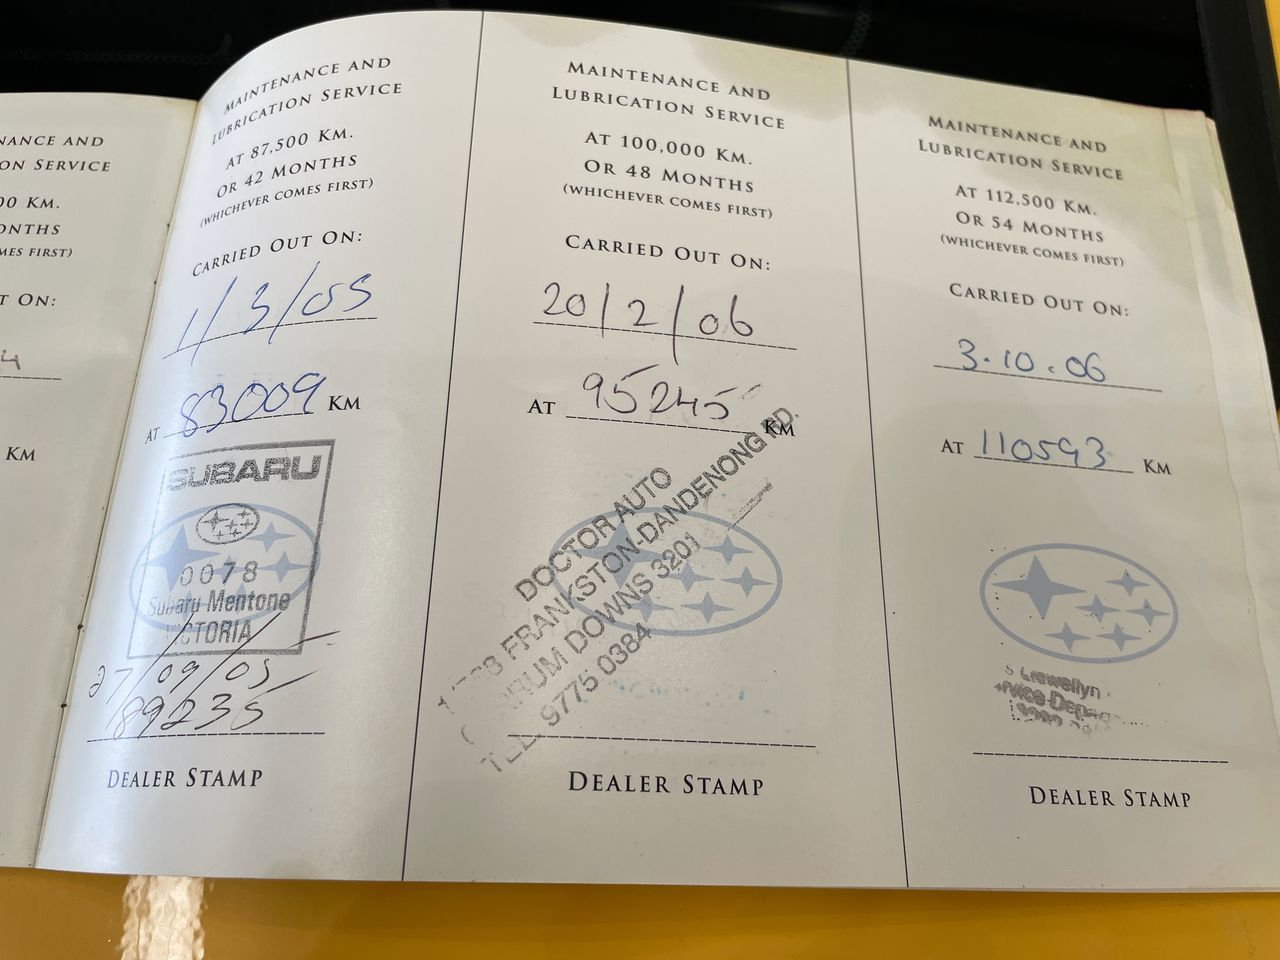 NANCE AND
ON SERVICE
00 KM.
ONTHS
MES FIRST)
T ON:
4
KM
MAINTENANCE AND
LUBRICATION SERVICE
AT 87,500 KM.
OR 42 MONTHS
(WHICHEVER COMES FIRST)
CARRIED OUT ON:
1/3/05
AT 83009 KM
SUBARU
0078
Subaru Mentone
VICTORIA
27/09/05
89235
DEALER STAMP
MAINTENANCE AND
LUBRICATION SERVICE
AT 100,000 KM.
OR 48 MONTHS
(WHICHEVER COMES FIRST)
CARRIED OUT ON:
20/2/06
AT 95245 KM
DOCTOR AUTO
FRANKSTON-DANDENONG RD.
DOWNS 3201
TEL. 9775 0384
DEALER STAMP
MAINTENANCE AND
LUBRICATION SERVICE
AT 112,500 KM.
OR 54 MONTHS
(WHICHEVER COMES FIRST)
CARRIED OUT ON:
3.10.06
AT 110593 KM
S Llewellyn
DEALER STAMP